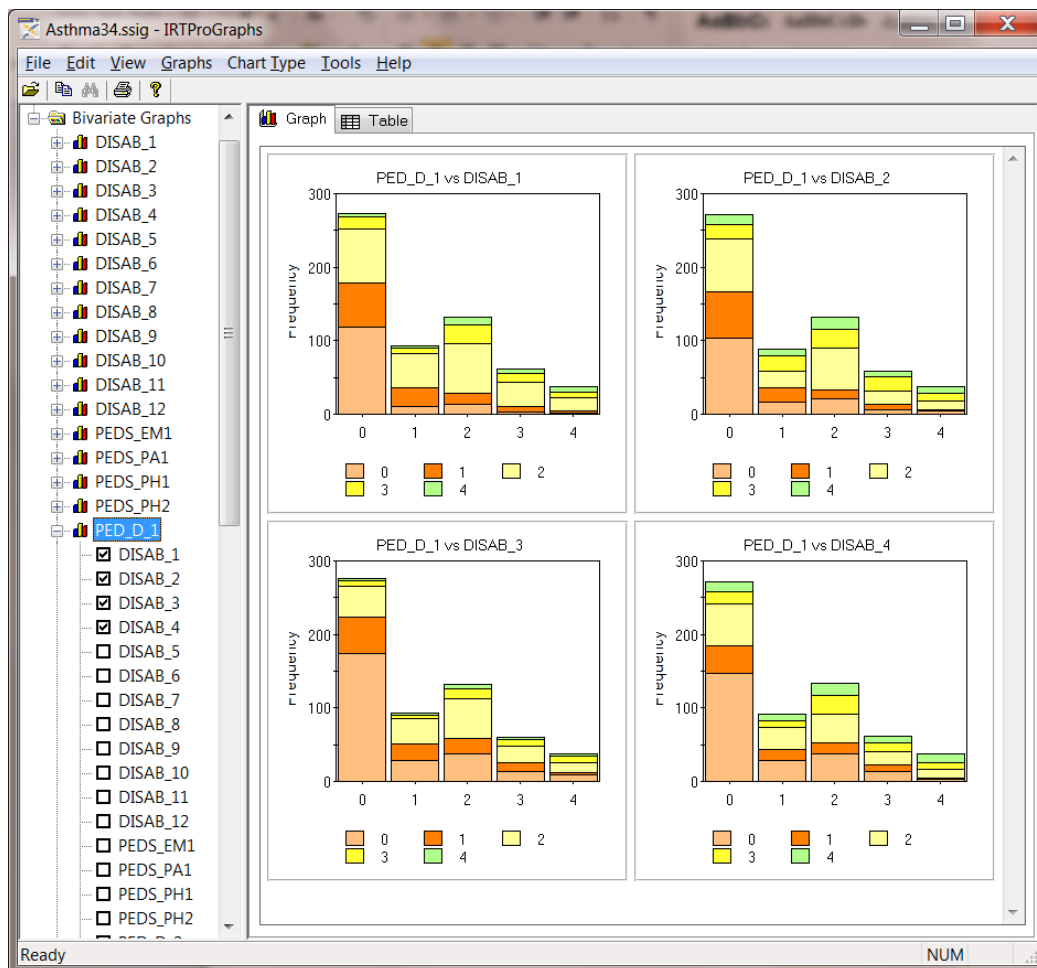 Asthma34.ssig - IRTProGraphs
File Edit View Graphs Chart Type Tools Help
Bivariate Graphs
DISAB_1
DISAB_2
DISAB_3
DISAB_4
DISAB_5
DISAB_6
DISAB_7
DISAB_8
DISAB_9
DISAB_10
DISAB_11
DISAB_12
PEDS_EM1
PEDS_PA1
PEDS_PH1
PEDS_PH2
PED_D_1
DISAB_1
DISAB_2
DISAB_3
DISAB_4
DISAB_5
DISAB_6
DISAB_7
DISAB_8
DISAB_9
DISAB_10
DISAB_11
DISAB_12
PEDS_EM1
PEDS_PA1
PEDS_PH1
PEDS_PH2
Graph Table
PED_D_1 vs DISAB_1
300
200
100
0
Frequency
0 1 2 3 4
0 1 2
3 4
PED_D_1 vs DISAB_2
300
200
100
0
Frequency
0 1 2 3 4
0 1 2
3 4
PED_D_1 vs DISAB_3
300
200
100
0
Frequency
0 1 2 3 4
0 1 2
3 4
PED_D_1 vs DISAB_4
300
200
100
0
Frequency
0 1 2 3 4
0 1 2
3 4
Ready NUM